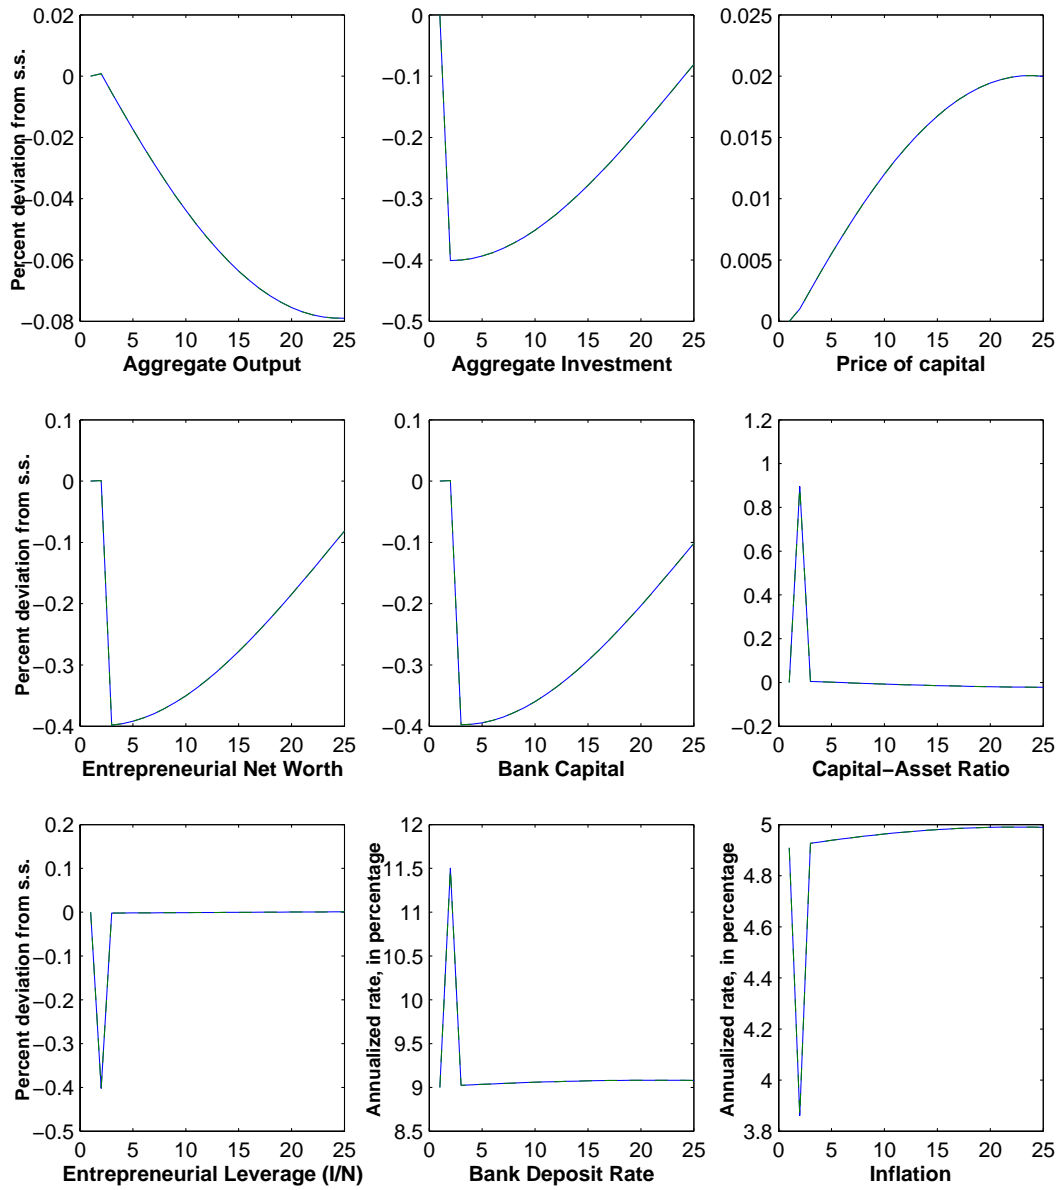 Percent deviation from s.s.
0.02
0
−0.02
−0.04
−0.06
−0.08
0 5 10 15 20 25
Aggregate Output
0
−0.1
−0.2
−0.3
−0.4
−0.5
0 5 10 15 20 25
Aggregate Investment
0.025
0.02
0.015
0.01
0.005
0
0 5 10 15 20 25
Price of capital
Percent deviation from s.s.
0.1
0
−0.1
−0.2
−0.3
−0.4
0 5 10 15 20 25
Entrepreneurial Net Worth
0.1
0
−0.1
−0.2
−0.3
−0.4
0 5 10 15 20 25
Bank Capital
1.2
1
0.8
0.6
0.4
0.2
0
−0.2
0 5 10 15 20 25
Capital−Asset Ratio
Percent deviation from s.s.
0.2
0.1
0
−0.1
−0.2
−0.3
−0.4
−0.5
0 5 10 15 20 25
Entrepreneurial Leverage (I/N)
Annualized rate, in percentage
12
11.5
11
10.5
10
9.5
9
8.5
0 5 10 15 20 25
Bank Deposit Rate
Annualized rate, in percentage
5
4.8
4.6
4.4
4.2
4
3.8
0 5 10 15 20 25
Inflation